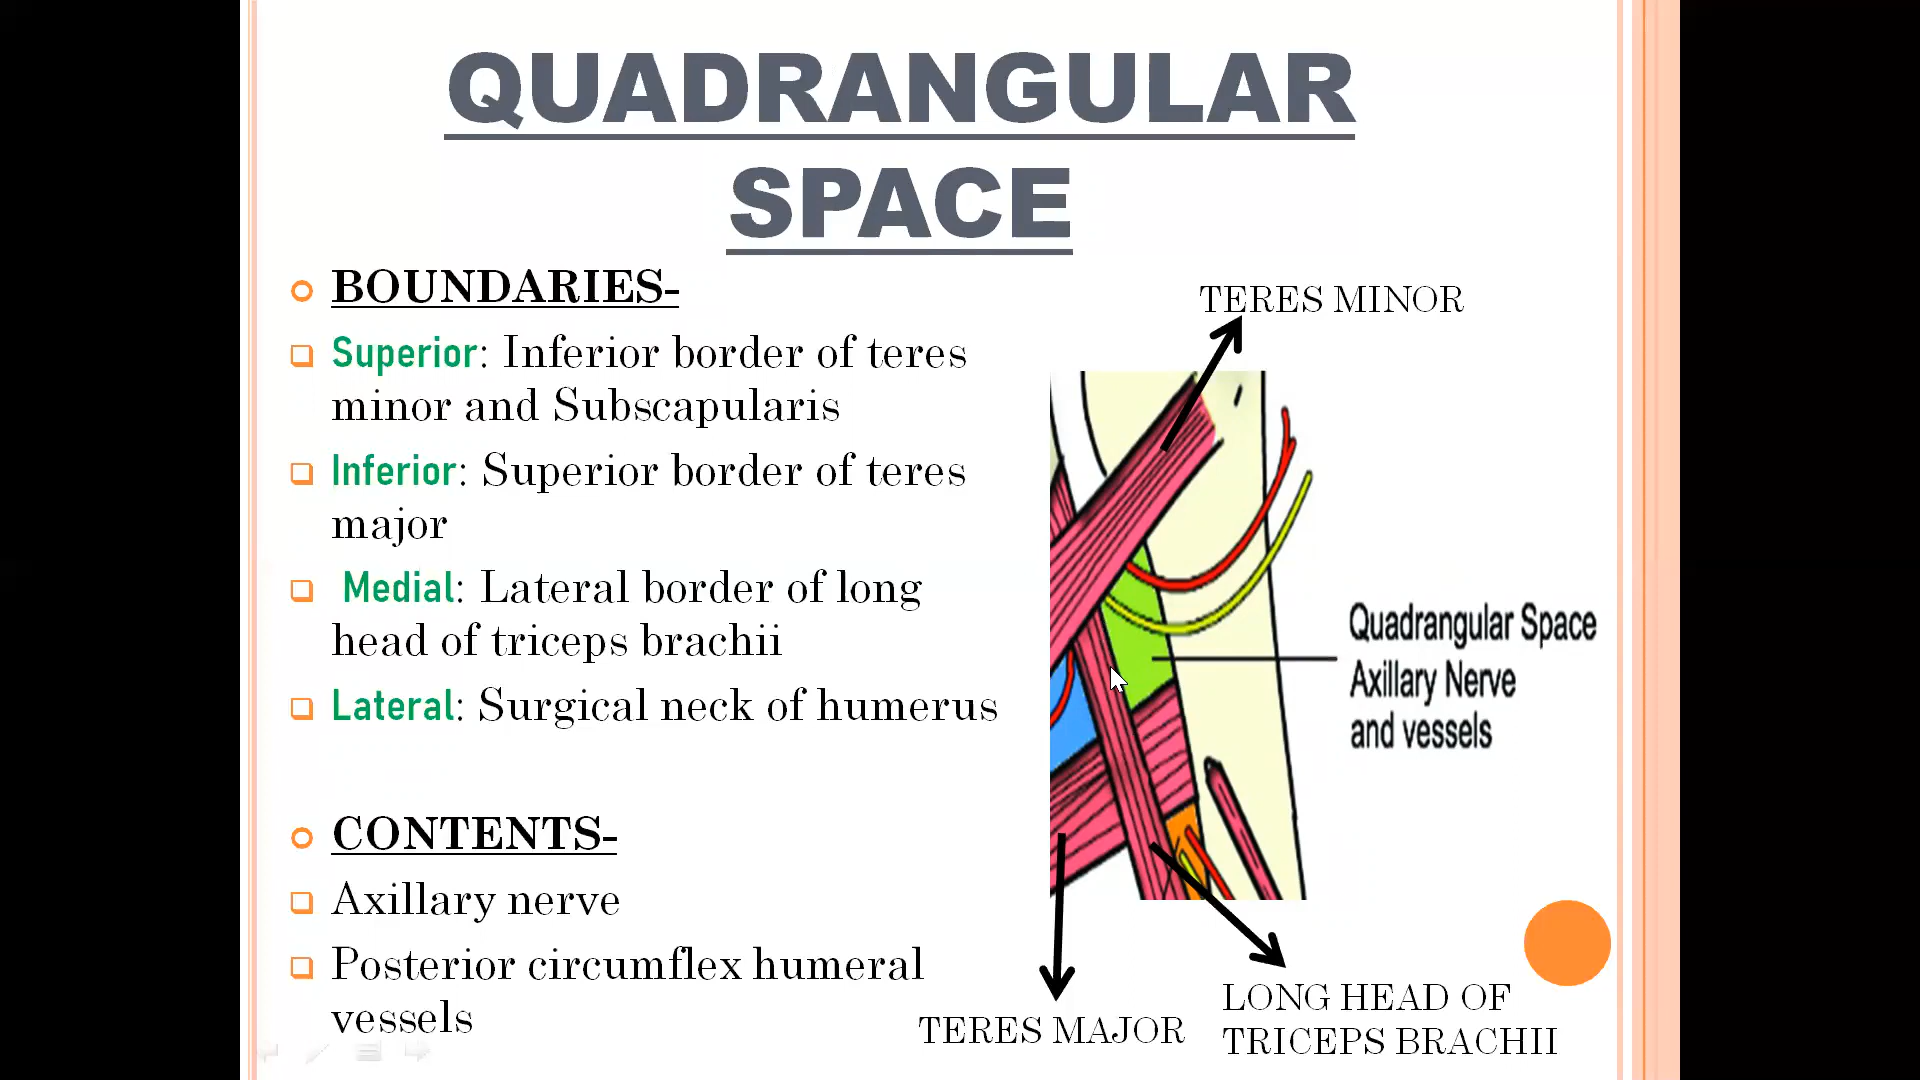 QUADRANGULAR
SPACE
BOUNDARIES-
Superior: Inferior border of teres
minor and Subscapularis
Inferior: Superior border of teres
major
Medial: Lateral border of long
head of triceps brachii
Lateral: Surgical neck of humerus
CONTENTS-
Axillary nerve
Posterior circumflex humeral
vessels
TERES MINOR
Quadrangular Space
Axillary Nerve
and vessels
TERES MAJOR
LONG HEAD OF
TRICEPS BRACHII